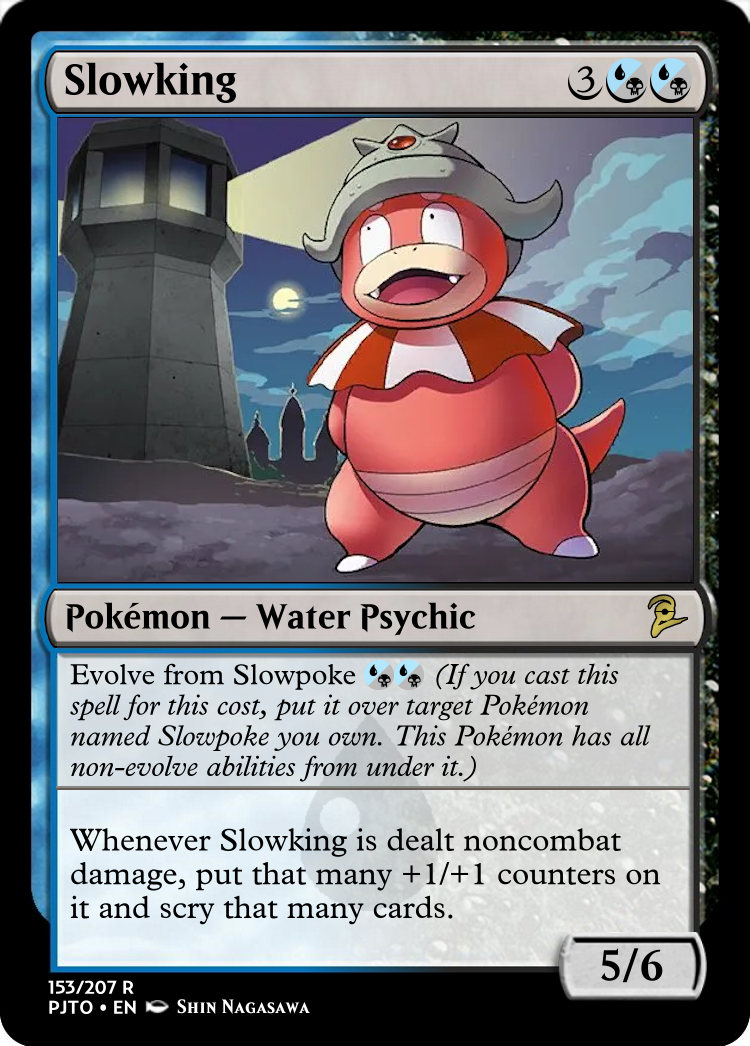 Slowking 3
Pokémon — Water Psychic
Evolve from Slowpoke (If you cast this
spell for this cost, put it over target Pokémon
named Slowpoke you own. This Pokémon has all
non-evolve abilities from under it.)
Whenever Slowking is dealt noncombat
damage, put that many +1/+1 counters on
it and scry that many cards.
5/6
153/207 R
PJTO • EN Shin Nagasawa